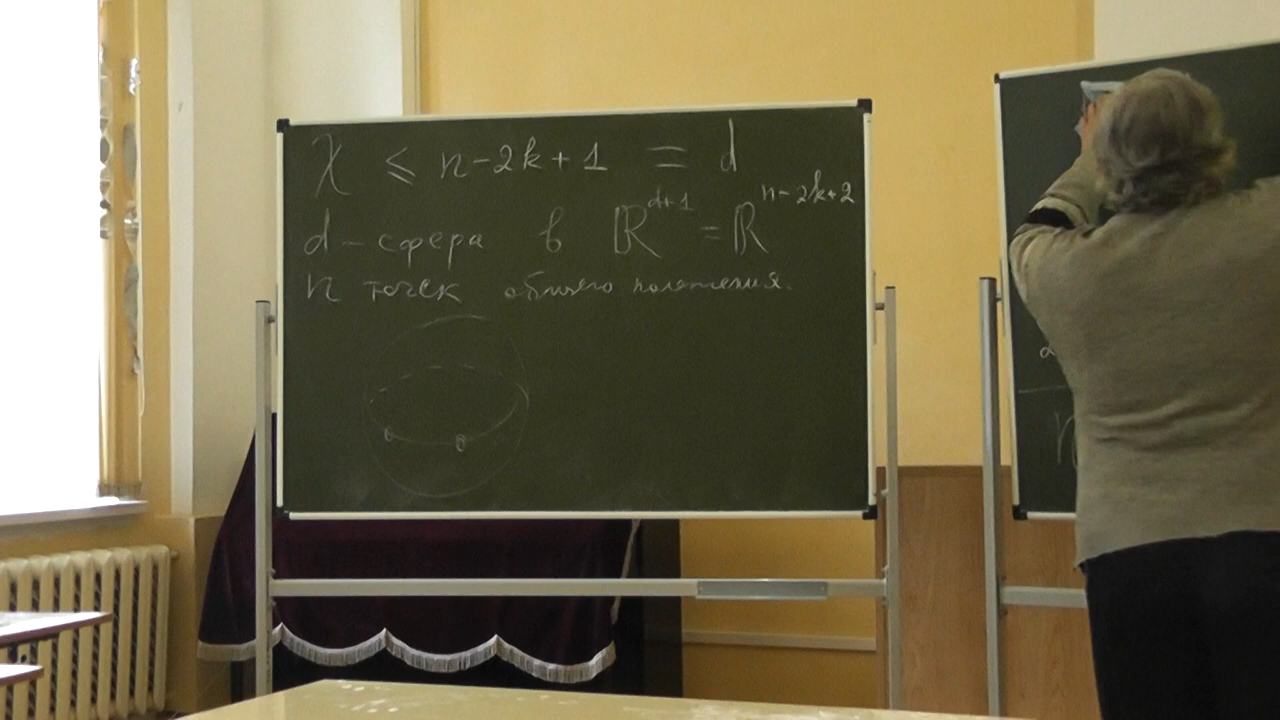 χ ≤ n-2k+1 = d
d - сфера в ℝ^{d+1} = ℝ^{n-2k+2}
n точек общего положения.